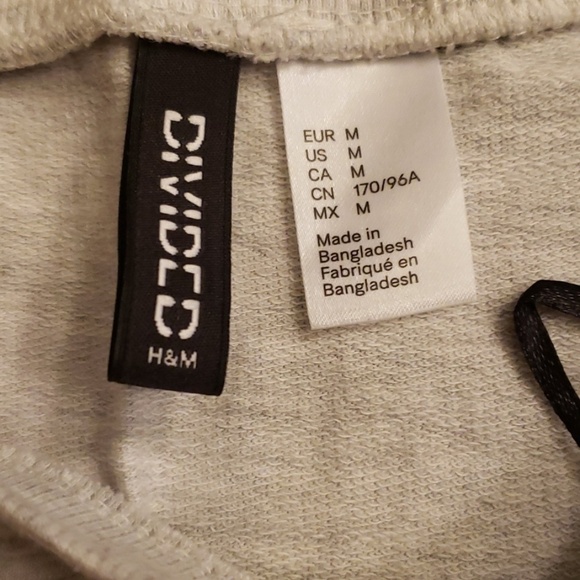 DIVIDED
H&M
EUR M
US M
CA M
CN 170/96A
MX M
Made in
Bangladesh
Fabriqué en
Bangladesh